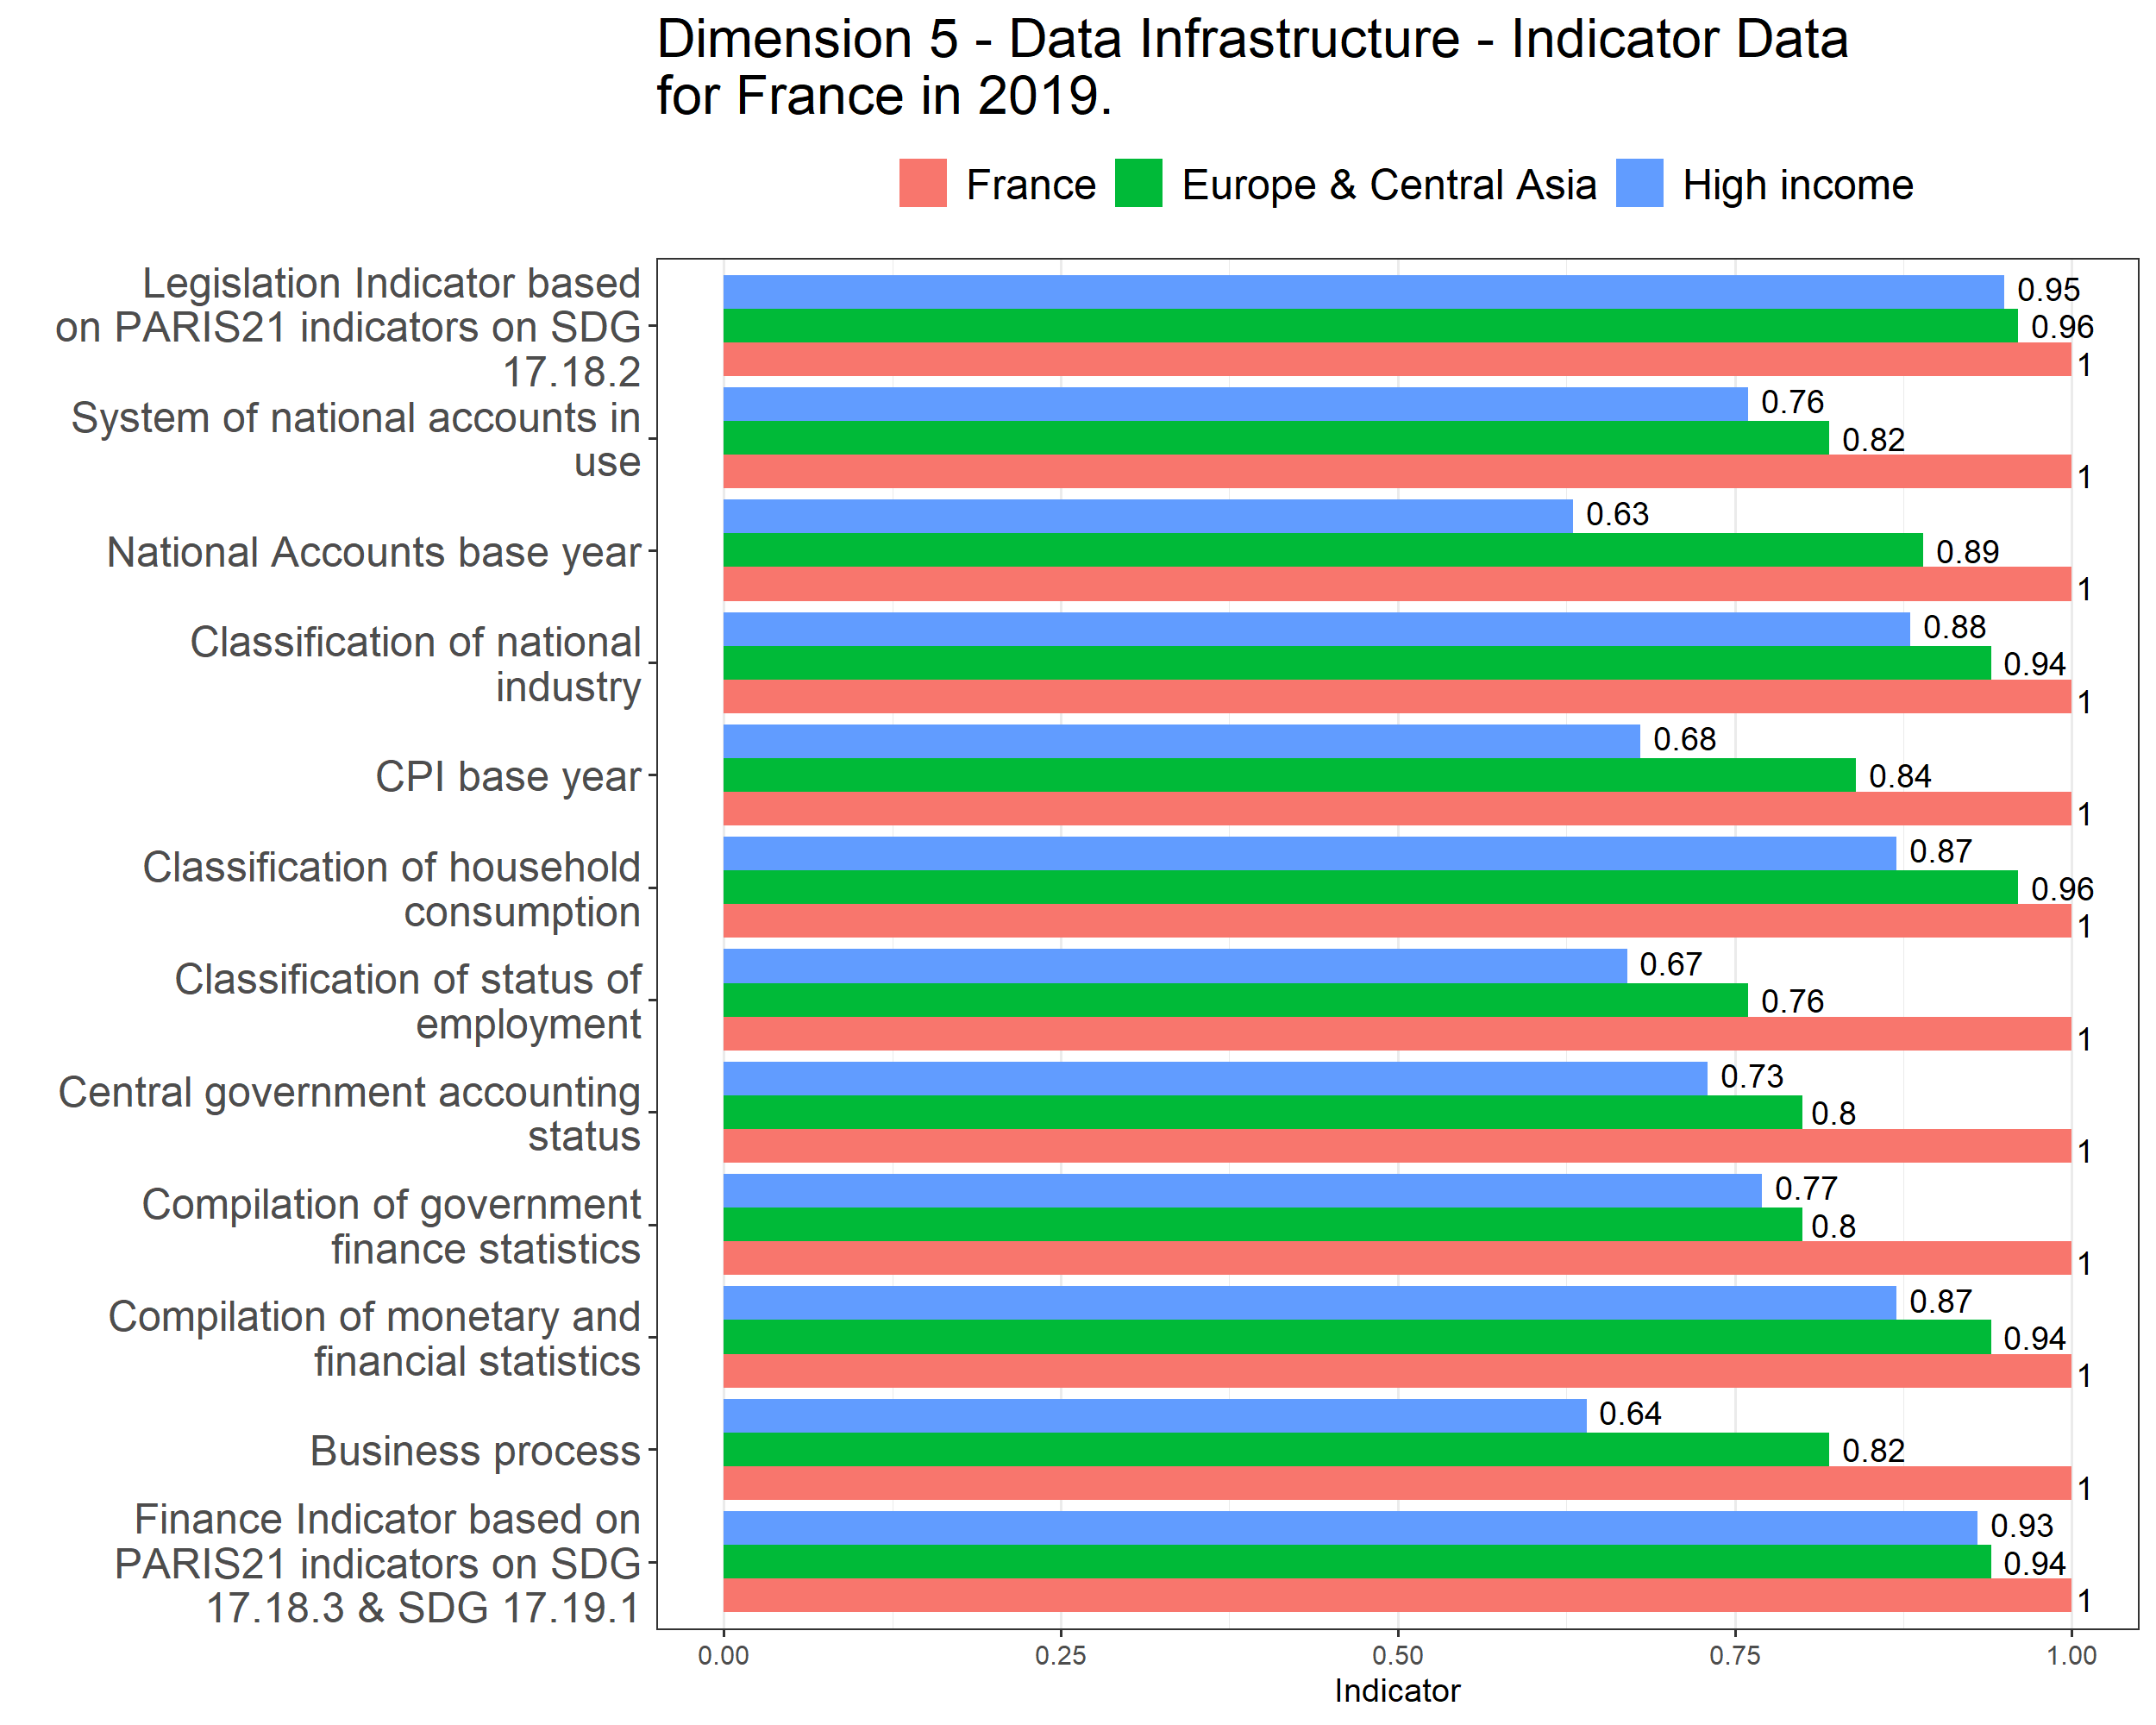 Dimension 5 - Data Infrastructure - Indicator Data
for France in 2019.
France Europe & Central Asia High income
Legislation Indicator based
on PARIS21 indicators on SDG
17.18.2
0.95
0.96
1
System of national accounts in
use
0.76
0.82
1
National Accounts base year
0.63
0.89
1
Classification of national
industry
0.88
0.94
1
CPI base year
0.68
0.84
1
Classification of household
consumption
0.87
0.96
1
Classification of status of
employment
0.67
0.76
1
Central government accounting
status
0.73
0.8
1
Compilation of government
finance statistics
0.77
0.8
1
Compilation of monetary and
financial statistics
0.87
0.94
1
Business process
0.64
0.82
1
Finance Indicator based on
PARIS21 indicators on SDG
17.18.3 & SDG 17.19.1
0.93
0.94
1
0.00 0.25 0.50 0.75 1.00
Indicator